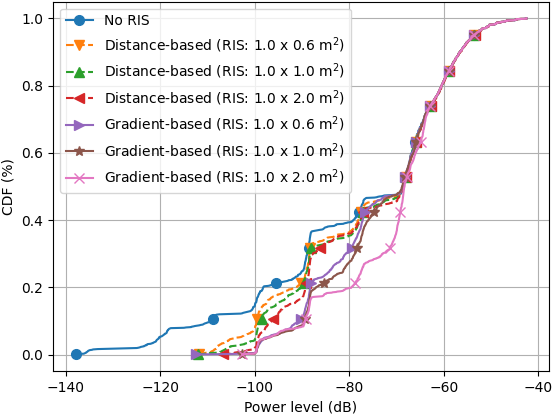 1.0
0.8
0.6
0.4
0.2
0.0
CDF (%)
No RIS
Distance-based (RIS: 1.0 x 0.6 m²)
Distance-based (RIS: 1.0 x 1.0 m²)
Distance-based (RIS: 1.0 x 2.0 m²)
Gradient-based (RIS: 1.0 x 0.6 m²)
Gradient-based (RIS: 1.0 x 1.0 m²)
Gradient-based (RIS: 1.0 x 2.0 m²)
−140 −120 −100 −80 −60 −40
Power level (dB)